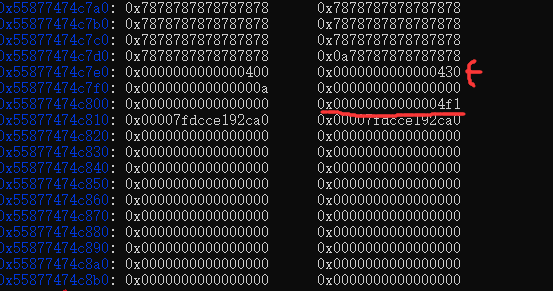 0x55877474c7a0: 0x7878787878787878 0x7878787878787878
0x55877474c7b0: 0x7878787878787878 0x7878787878787878
0x55877474c7c0: 0x7878787878787878 0x7878787878787878
0x55877474c7d0: 0x7878787878787878 0x0a78787878787878
0x55877474c7e0: 0x0000000000000400 0x0000000000000430
0x55877474c7f0: 0x000000000000000a 0x0000000000000000
0x55877474c800: 0x0000000000000000 0x00000000000004f1
0x55877474c810: 0x00007fdcce192ca0 0x00007fdcce192ca0
0x55877474c820: 0x0000000000000000 0x0000000000000000
0x55877474c830: 0x0000000000000000 0x0000000000000000
0x55877474c840: 0x0000000000000000 0x0000000000000000
0x55877474c850: 0x0000000000000000 0x0000000000000000
0x55877474c860: 0x0000000000000000 0x0000000000000000
0x55877474c870: 0x0000000000000000 0x0000000000000000
0x55877474c880: 0x0000000000000000 0x0000000000000000
0x55877474c890: 0x0000000000000000 0x0000000000000000
0x55877474c8a0: 0x0000000000000000 0x0000000000000000
0x55877474c8b0: 0x0000000000000000 0x0000000000000000